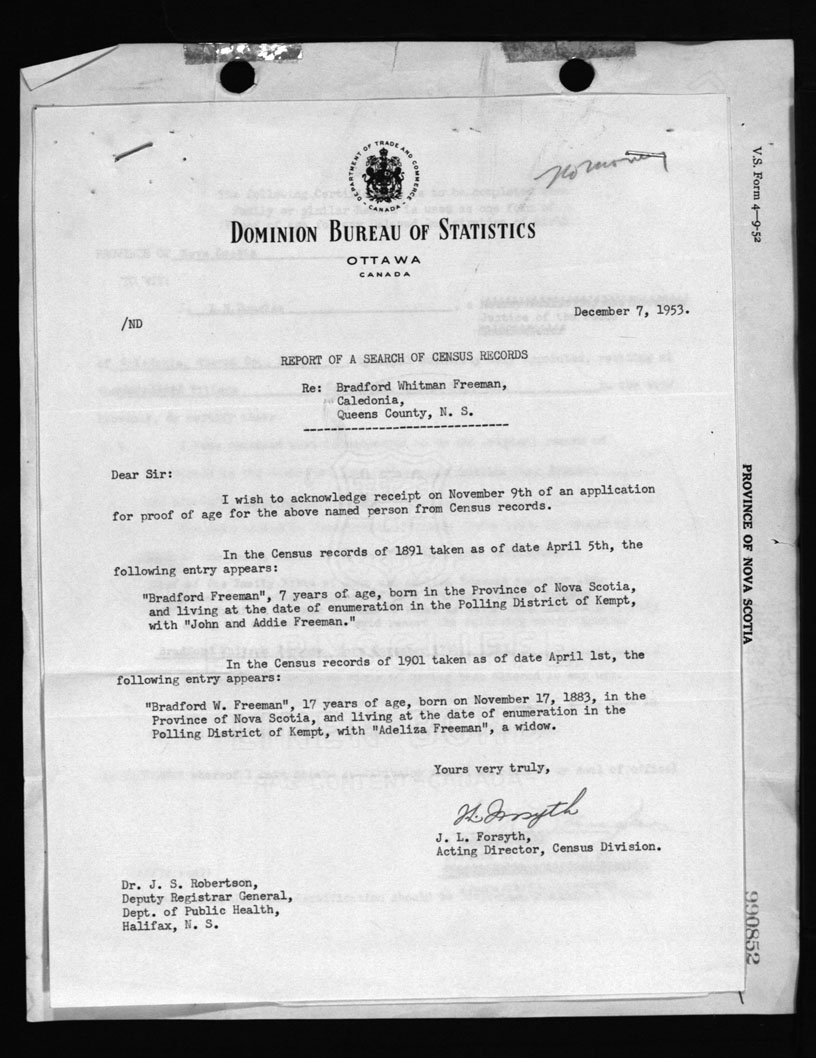 DEPARTMENT OF TRADE AND COMMERCE
CANADA
DOMINION BUREAU OF STATISTICS
OTTAWA
CANADA
V.S. Form 4—9-52
December 7, 1953.
/ND
REPORT OF A SEARCH OF CENSUS RECORDS
Re: Bradford Whitman Freeman,
Caledonia,
Queens County, N. S.
Dear Sir:
I wish to acknowledge receipt on November 9th of an application
for proof of age for the above named person from Census records.
In the Census records of 1891 taken as of date April 5th, the
following entry appears:
"Bradford Freeman", 7 years of age, born in the Province of Nova Scotia,
and living at the date of enumeration in the Polling District of Kempt,
with "John and Addie Freeman."
In the Census records of 1901 taken as of date April 1st, the
following entry appears:
"Bradford W. Freeman", 17 years of age, born on November 17, 1883, in the
Province of Nova Scotia, and living at the date of enumeration in the
Polling District of Kempt, with "Adeliza Freeman", a widow.
Yours very truly,
J. L. Forsyth,
Acting Director, Census Division.
Dr. J. S. Robertson,
Deputy Registrar General,
Dept. of Public Health,
Halifax, N. S.
PROVINCE OF NOVA SCOTIA
990852